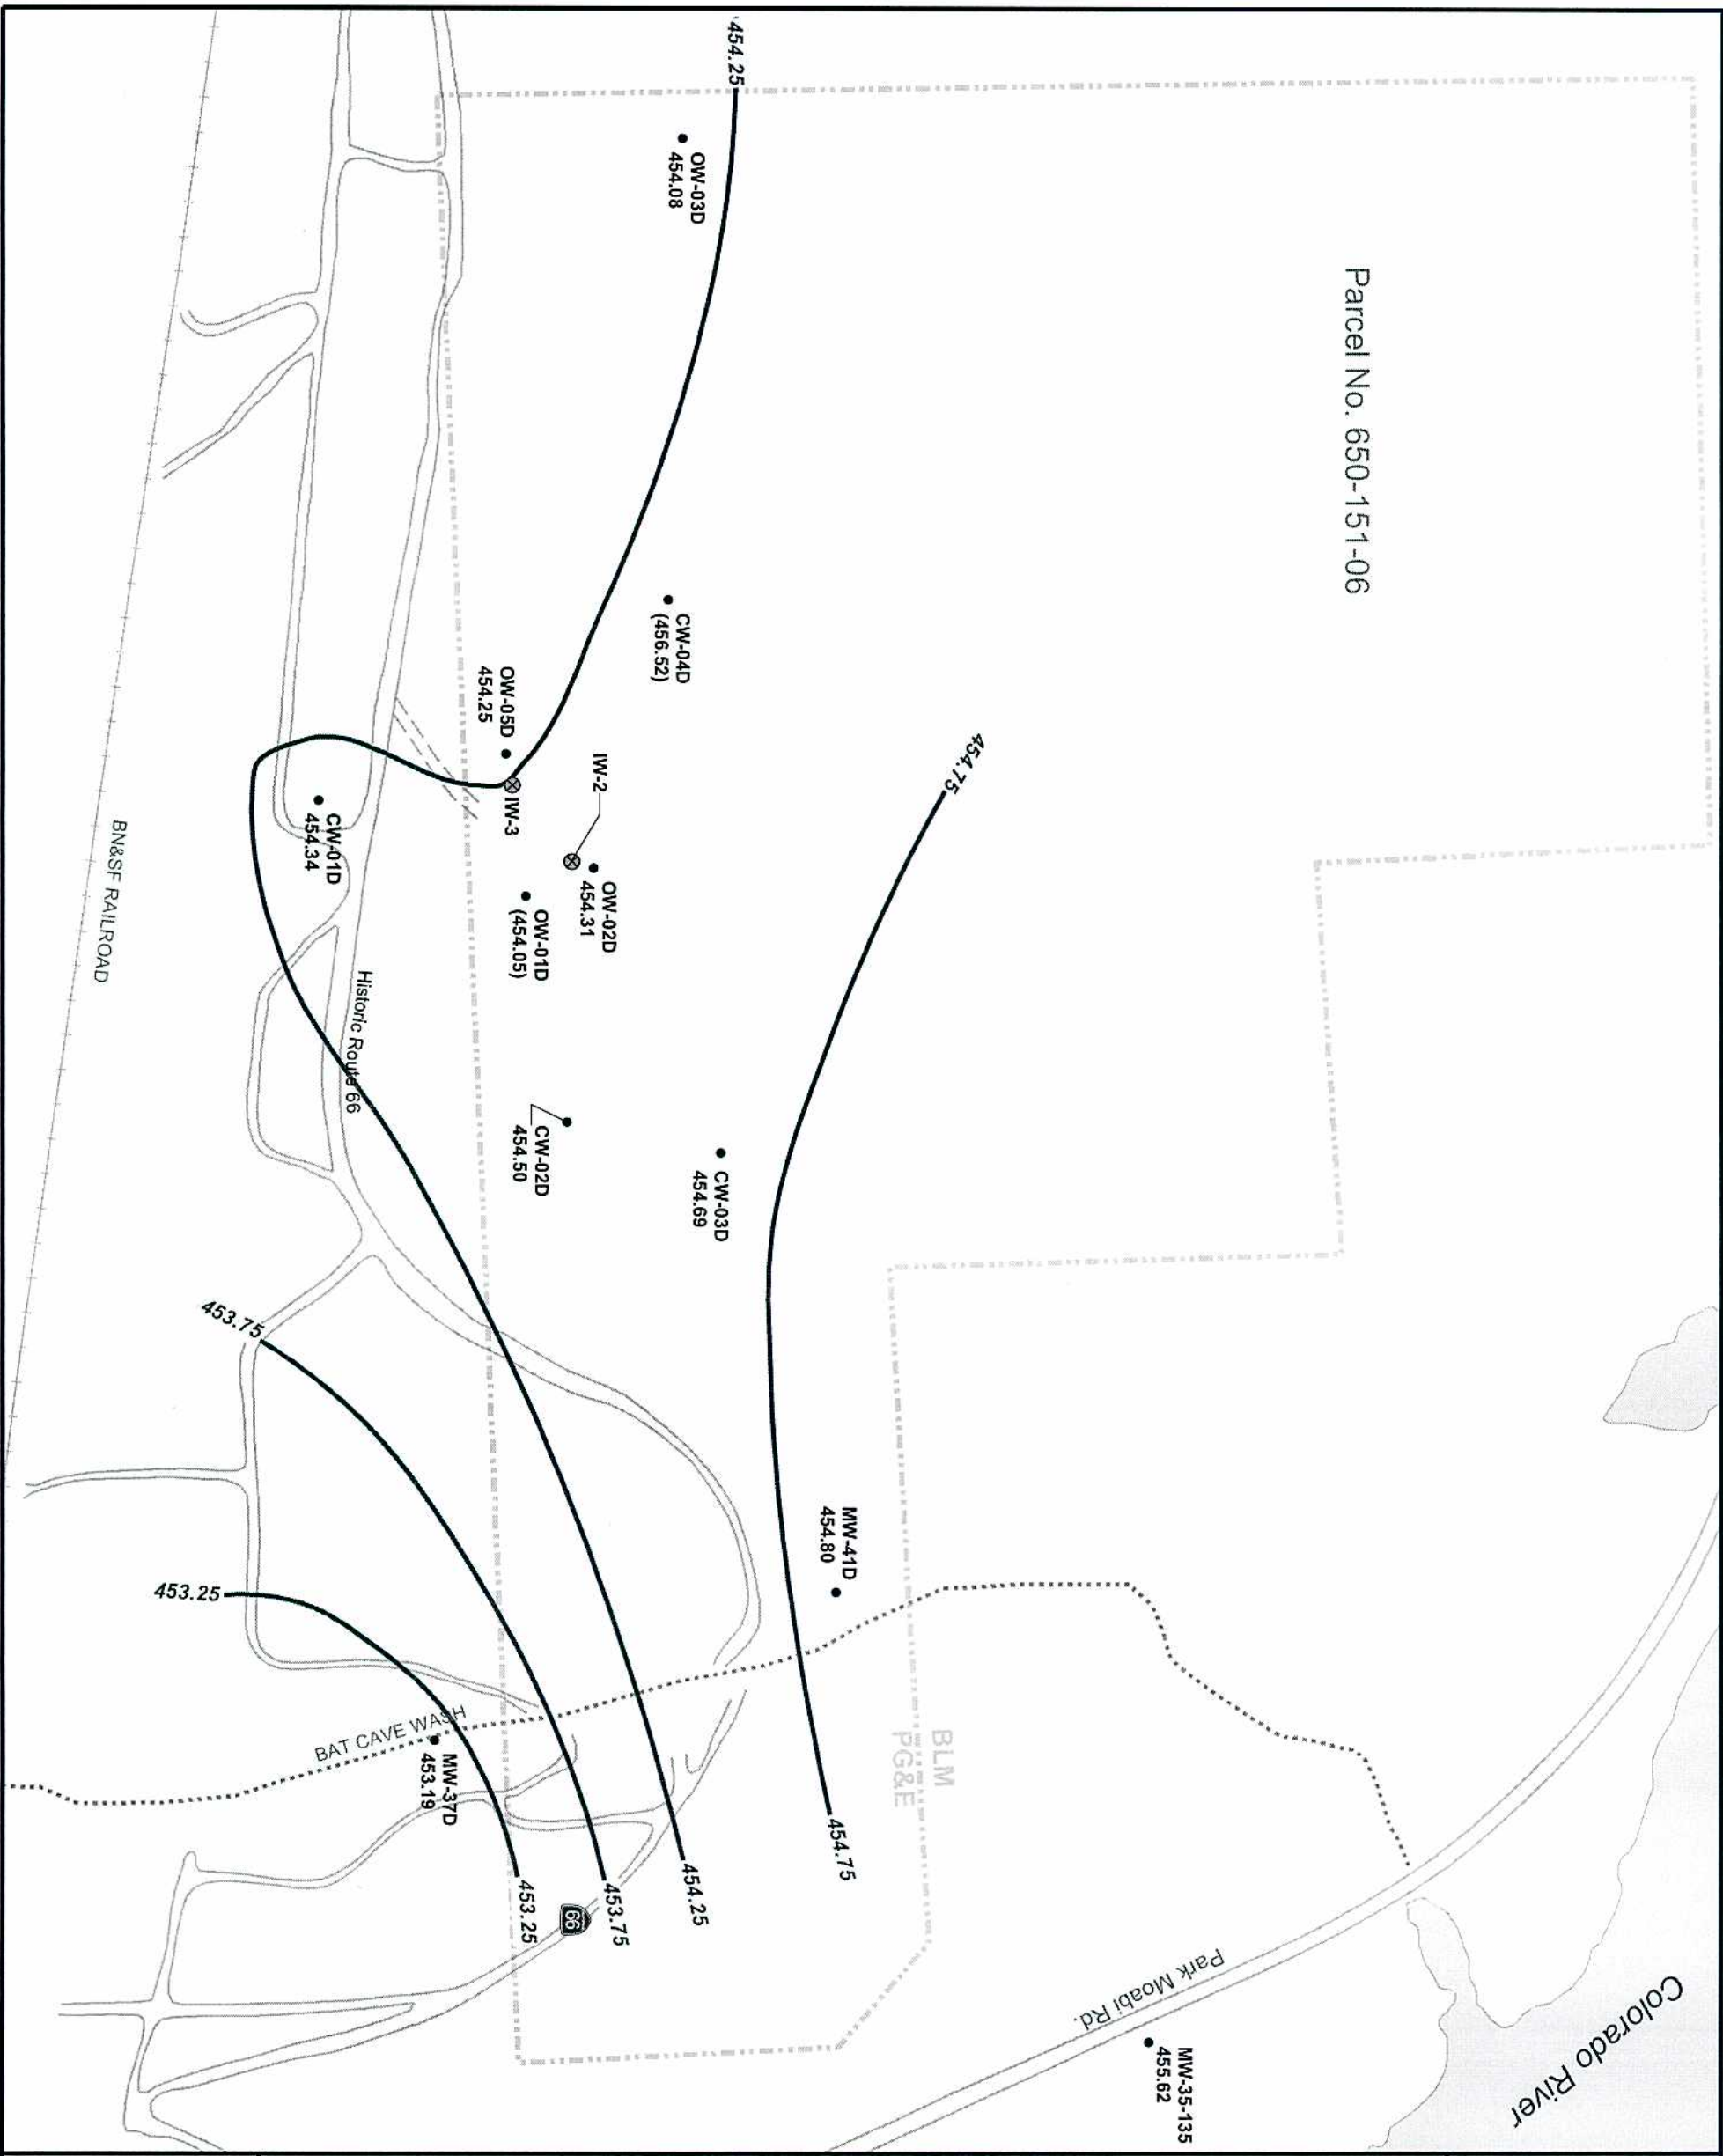 Parcel No. 650-151-06
Colorado River
Park Moabi Rd.
MW-35-135
455.62
454.75
454.75
BLM
PG&E
MW-41D
454.80
454.25
OW-03D
454.08
CW-04D
(456.52)
CW-03D
454.69
OW-05D
454.25
IW-3
IW-2
OW-02D
454.31
OW-01D
(454.05)
CW-02D
454.50
454.25
453.75
453.25
66
CW-01D
454.34
Historic Route 66
453.75
453.25
BAT CAVE WASH
MW-37D
453.19
BN&SF RAILROAD